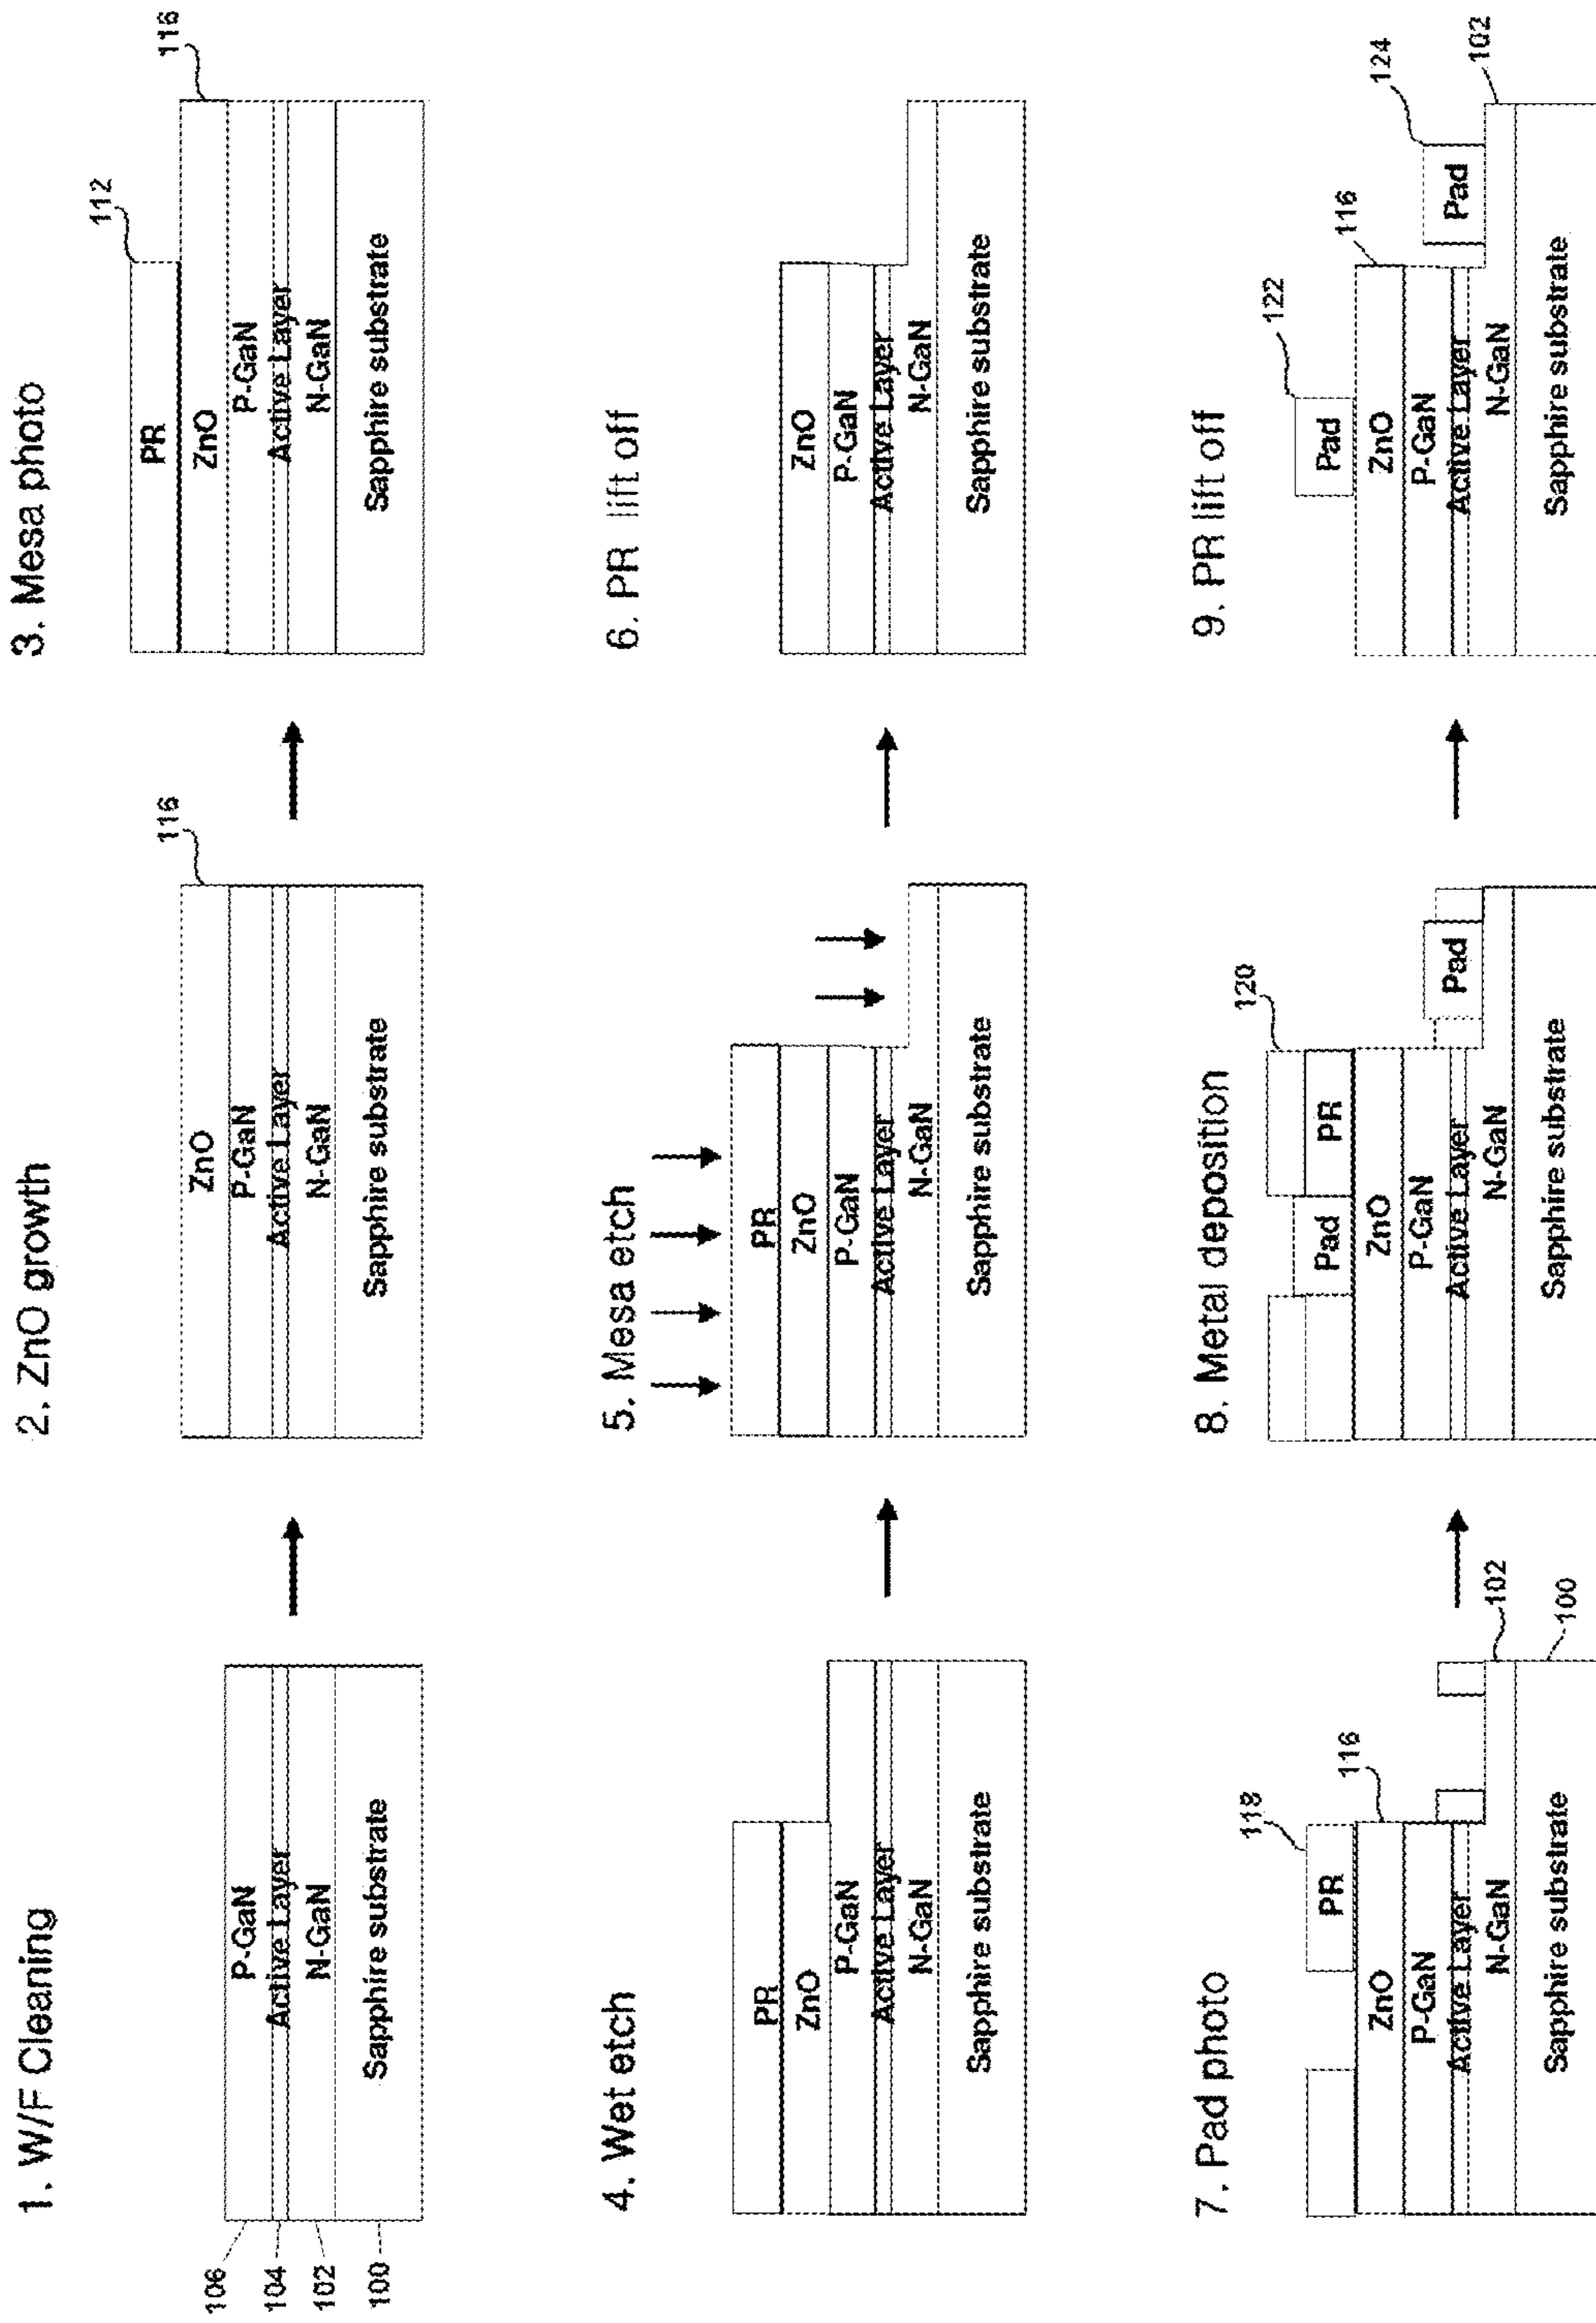 1. W/F Cleaning
P-GaN
Active Layer
N-GaN
Sapphire substrate
106
104
102
100
2. ZnO growth
116
ZnO
P-GaN
Active Layer
N-GaN
Sapphire substrate
3. Mesa photo
112
116
PR
ZnO
P-GaN
Active Layer
N-GaN
Sapphire substrate
4. Wet etch
PR
ZnO
P-GaN
Active Layer
N-GaN
Sapphire substrate
5. Mesa etch
PR
ZnO
P-GaN
Active Layer
N-GaN
Sapphire substrate
6. PR lift off
ZnO
P-GaN
Active Layer
N-GaN
Sapphire substrate
7. Pad photo
118
PR
116
ZnO
P-GaN
Active Layer
N-GaN
102
Sapphire substrate
100
8. Metal deposition
120
Pad
PR
ZnO
Pad
P-GaN
Active Layer
N-GaN
Sapphire substrate
9. PR lift off
122
Pad
116
124
ZnO
Pad
P-GaN
Active Layer
102
N-GaN
Sapphire substrate